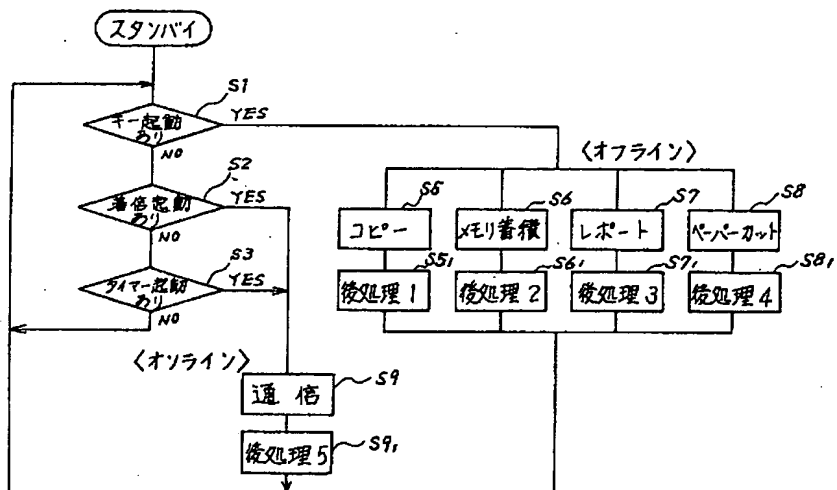 スタンバイ
S1
キー起動
あり
YES
NO
〈オフライン〉
S2
着信起動
あり
YES
NO
S3
タイマー起動
あり
YES
NO
S5
コピー
S6
メモリ蓄積
S7
レポート
S8
ペーパーカット
S5₁
後処理1
S6₁
後処理2
S7₁
後処理3
S8₁
後処理4
〈オンライン〉
S9
通信
S9₁
後処理5